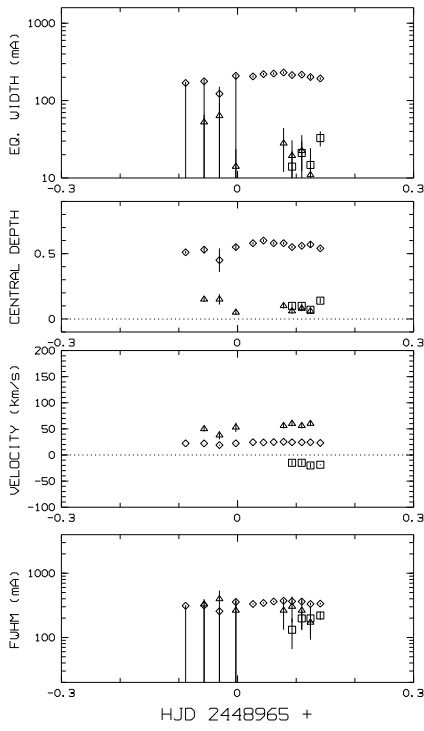 EQ. WIDTH (mA)
1000
100
10
-0.3 0 0.3
CENTRAL DEPTH
0.5
0
-0.3 0 0.3
VELOCITY (km/s)
200
150
100
50
0
-50
-100
-0.3 0 0.3
FWHM (mA)
1000
100
-0.3 0 0.3
HJD 2448965 +